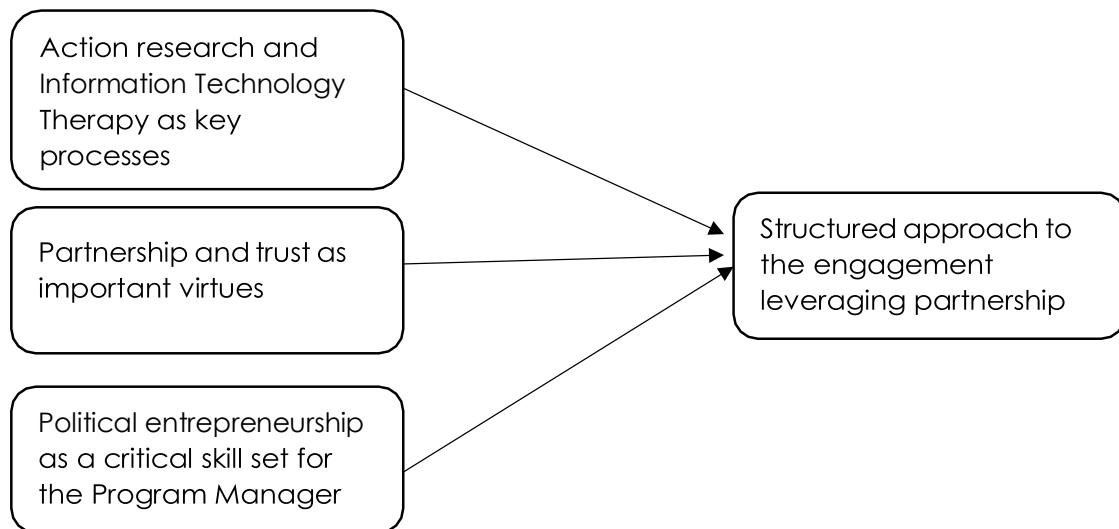 Action research and
Information Technology
Therapy as key
processes
Partnership and trust as
important virtues
Political entrepreneurship
as a critical skill set for
the Program Manager
Structured approach to
the engagement
leveraging partnership